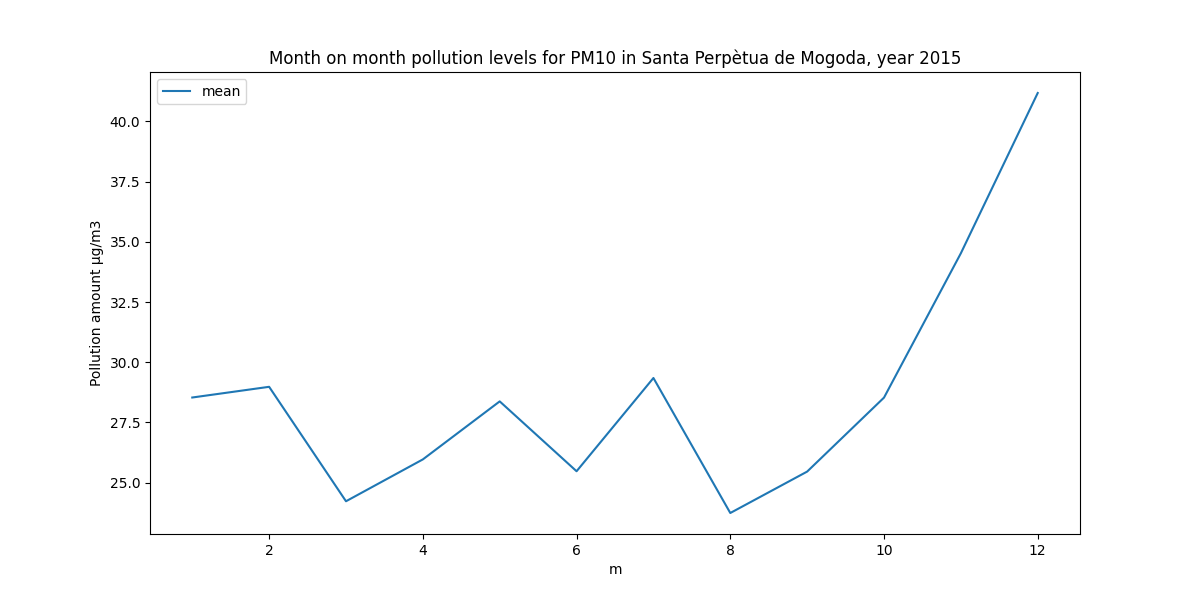 Month on month pollution levels for PM10 in Santa Perpètua de Mogoda, year 2015
mean
40.0
37.5
35.0
32.5
30.0
27.5
25.0
Pollution amount µg/m3
2 4 6 8 10 12
m